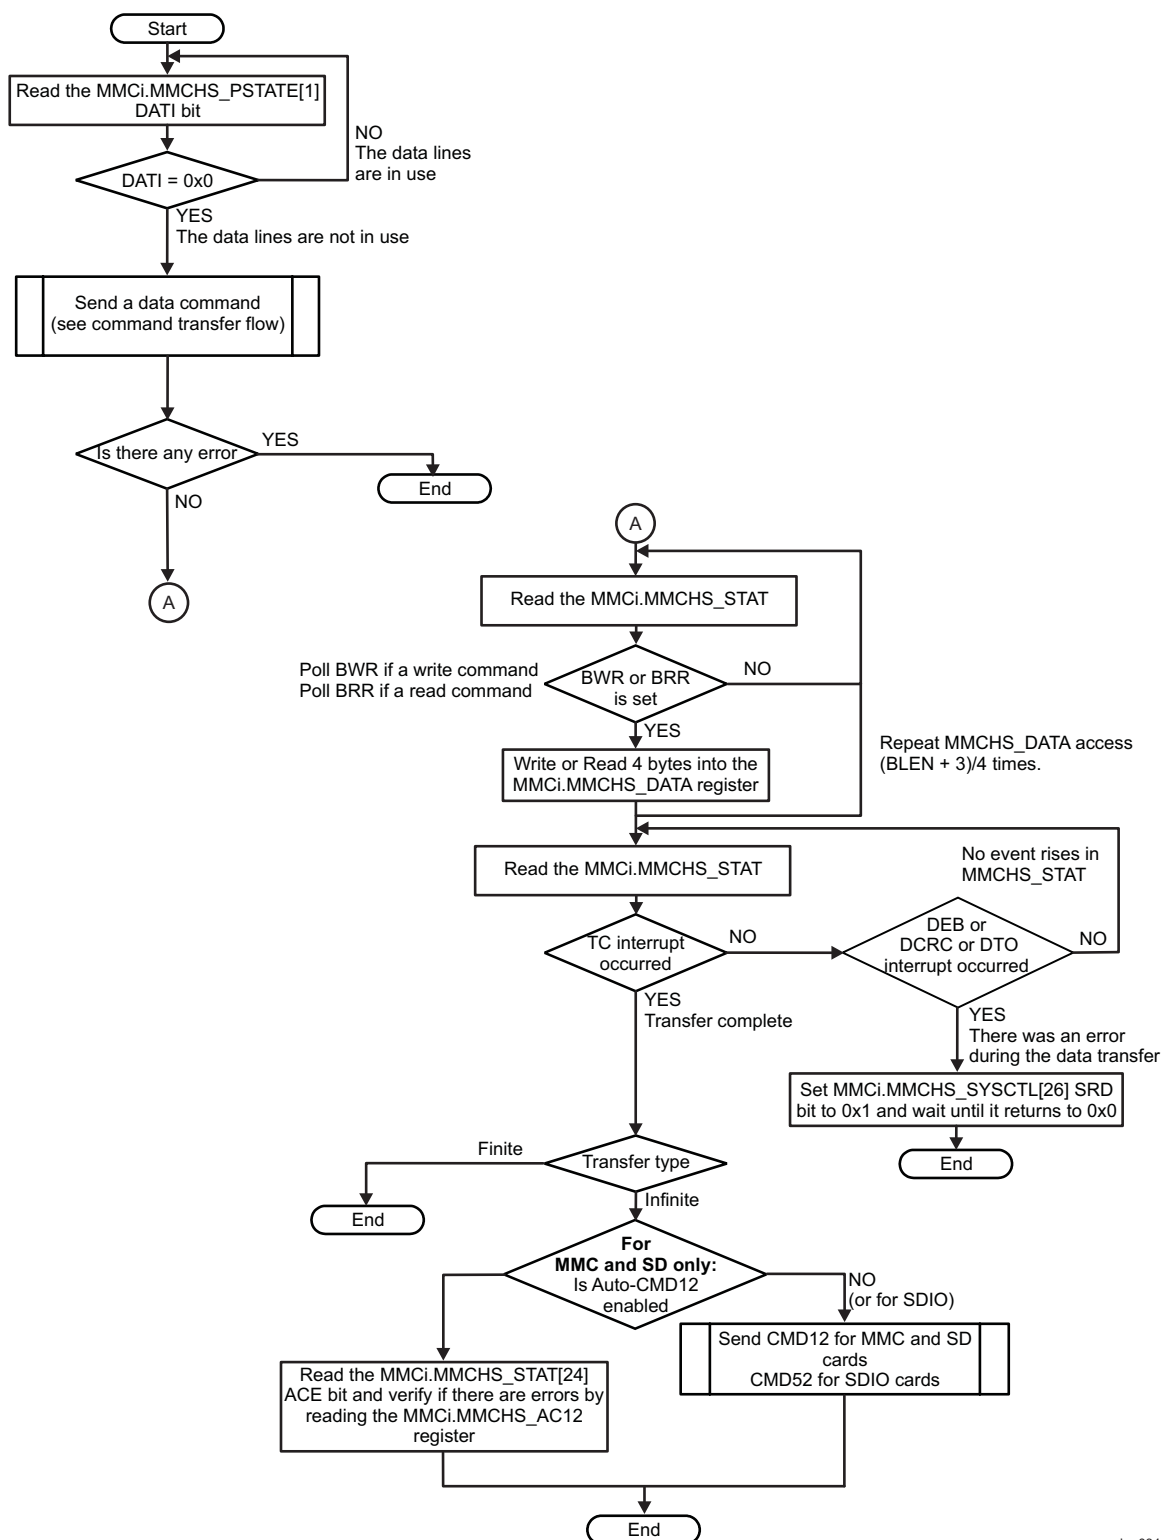 Start
Read the MMCi.MMCHS_PSTATE[1]
DATI bit
NO
The data lines
are in use
DATI = 0x0
YES
The data lines are not in use
Send a data command
(see command transfer flow)
Is there any error
YES
End
NO
A
A
Read the MMCi.MMCHS_STAT
Poll BWR if a write command
Poll BRR if a read command
BWR or BRR
is set
NO
YES
Write or Read 4 bytes into the
MMCi.MMCHS_DATA register
Repeat MMCHS_DATA access
(BLEN + 3)/4 times.
Read the MMCi.MMCHS_STAT
No event rises in
MMCHS_STAT
TC interrupt
occurred
NO
DEB or
DCRC or DTO
interrupt occurred
NO
YES
Transfer complete
YES
There was an error
during the data transfer
Set MMCi.MMCHS_SYSCTL[26] SRD
bit to 0x1 and wait until it returns to 0x0
End
Finite
Transfer type
End
Infinite
For
MMC and SD only:
Is Auto-CMD12
enabled
NO
(or for SDIO)
Send CMD12 for MMC and SD
cards
CMD52 for SDIO cards
Read the MMCi.MMCHS_STAT[24]
ACE bit and verify if there are errors by
reading the MMCi.MMCHS_AC12
register
End